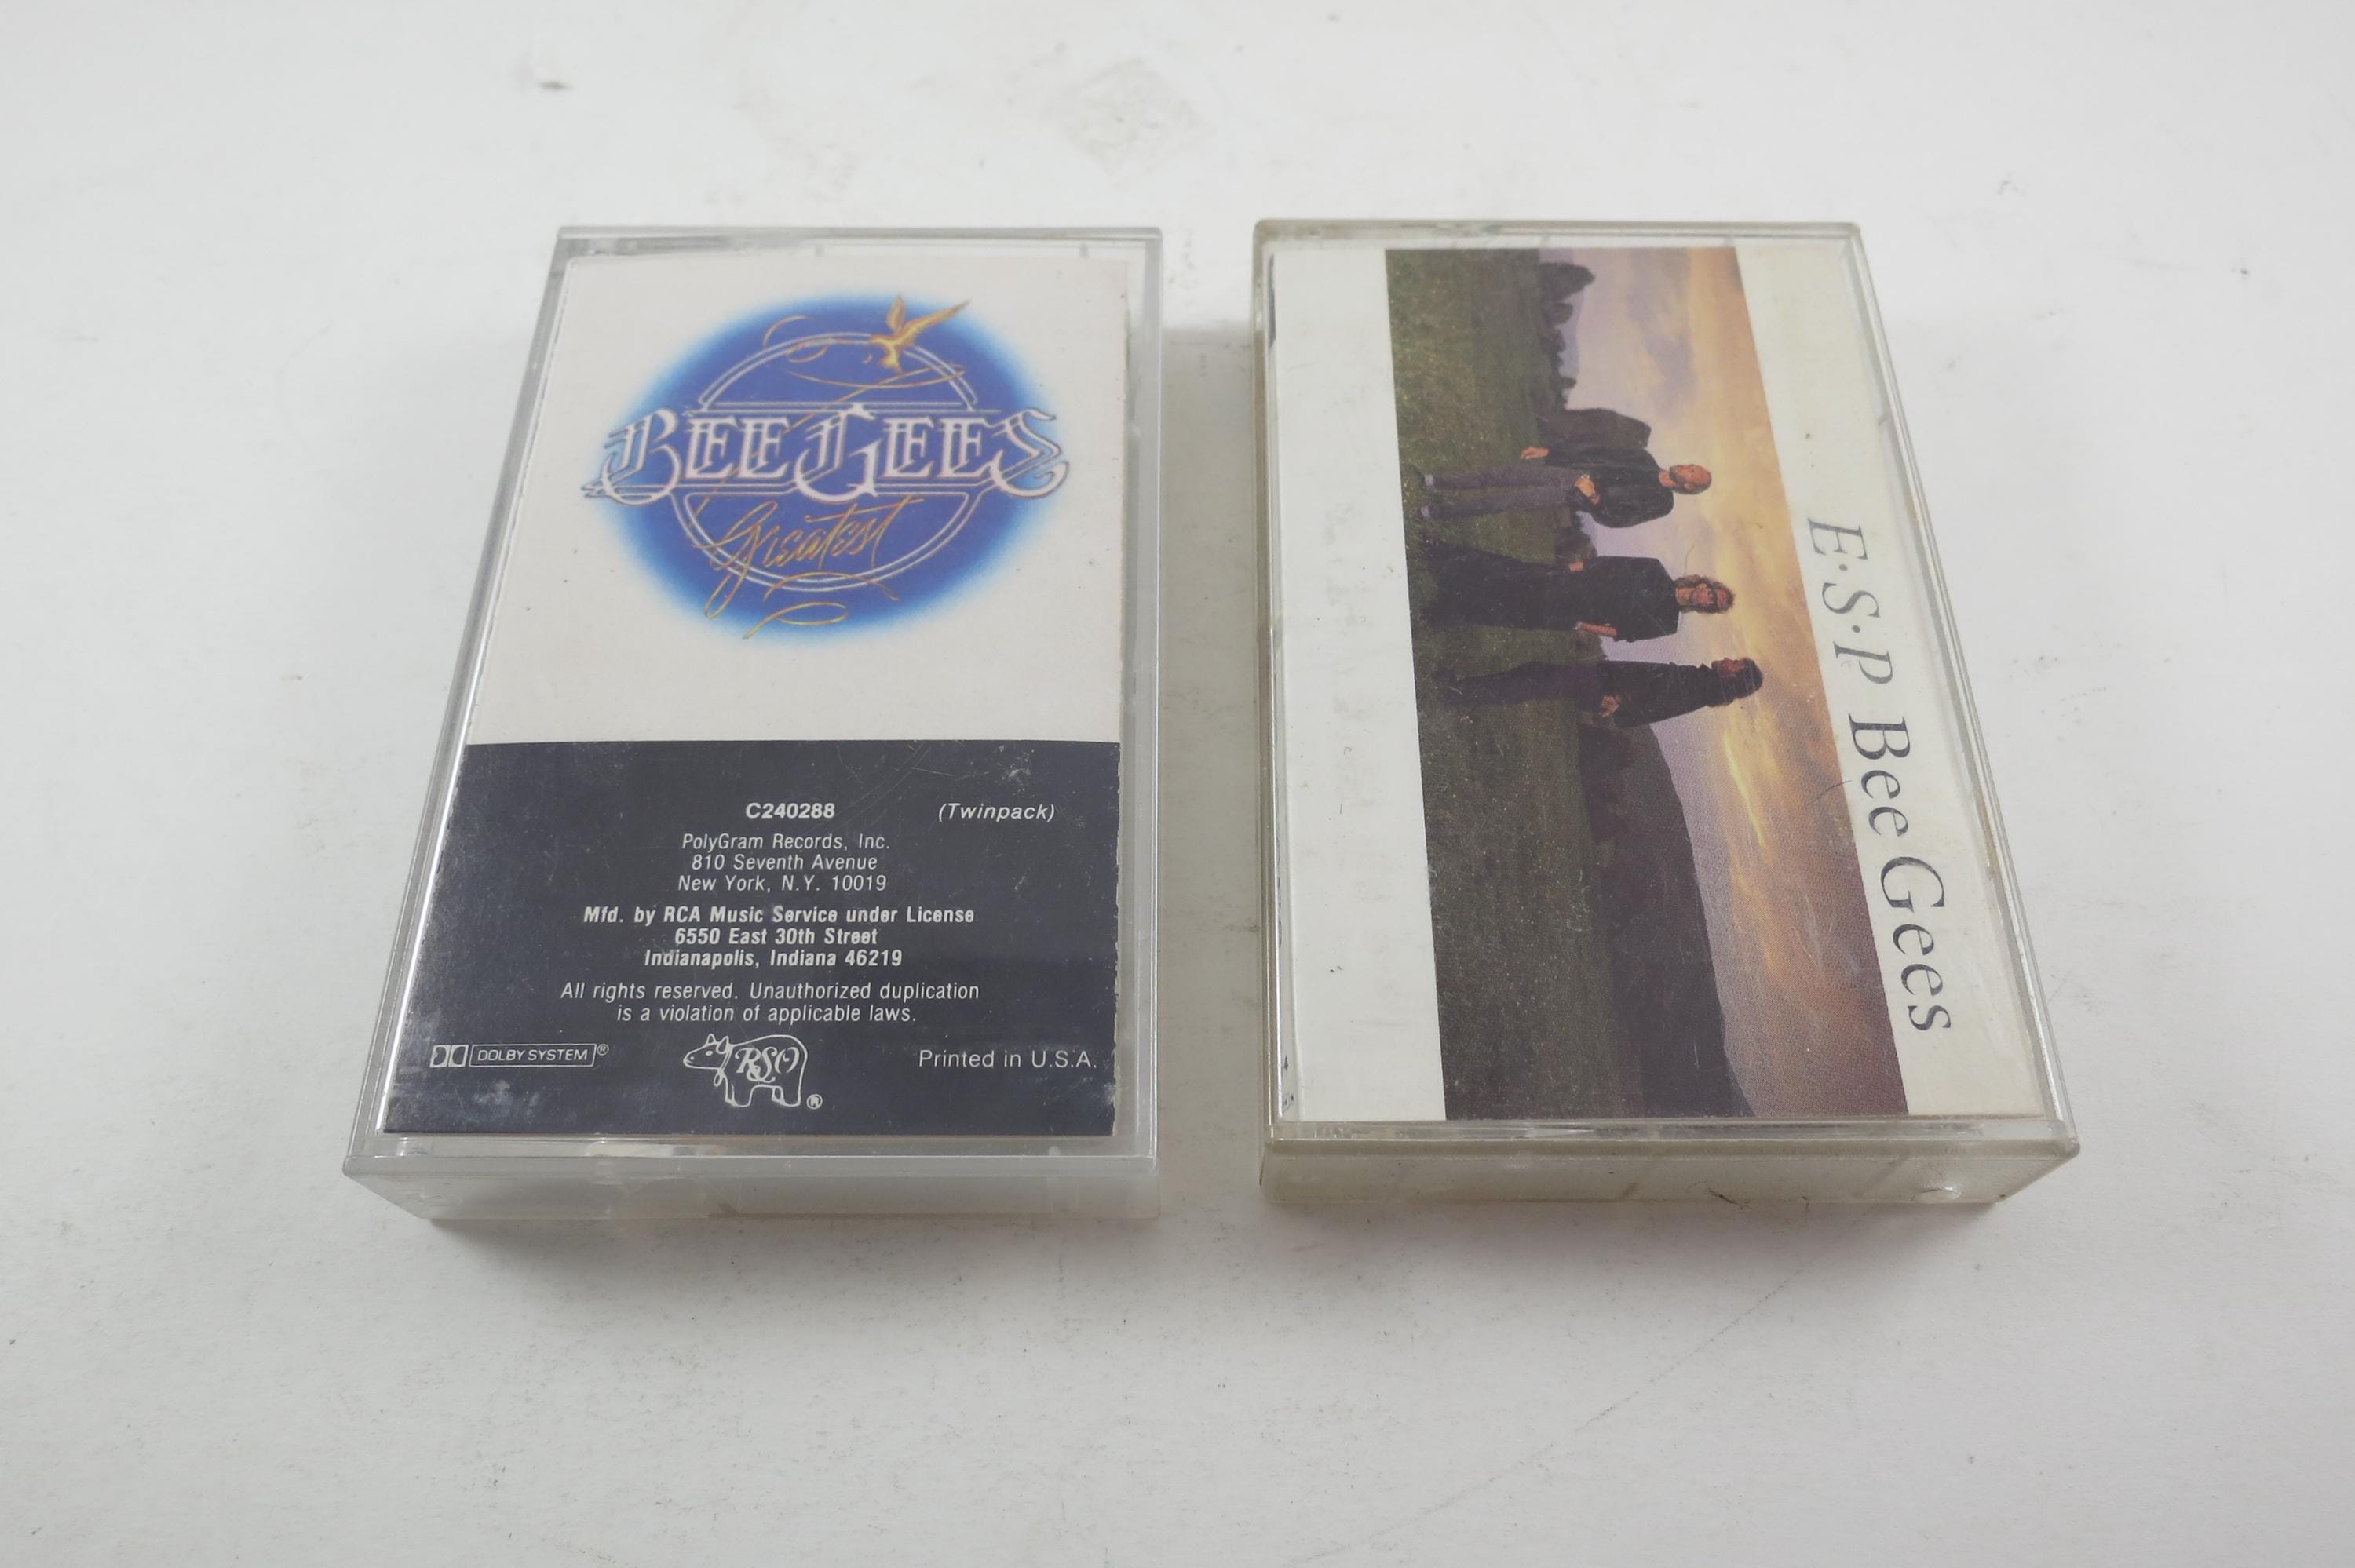 BEE GEES
Greatest
C240288 (Twinpack)
PolyGram Records, Inc.
810 Seventh Avenue
New York, N.Y. 10019
Mfd. by RCA Music Service under License
6550 East 30th Street
Indianapolis, Indiana 46219
All rights reserved. Unauthorized duplication
is a violation of applicable laws.
DOLBY SYSTEM® RSO® Printed in U.S.A.
E·S·P Bee Gees